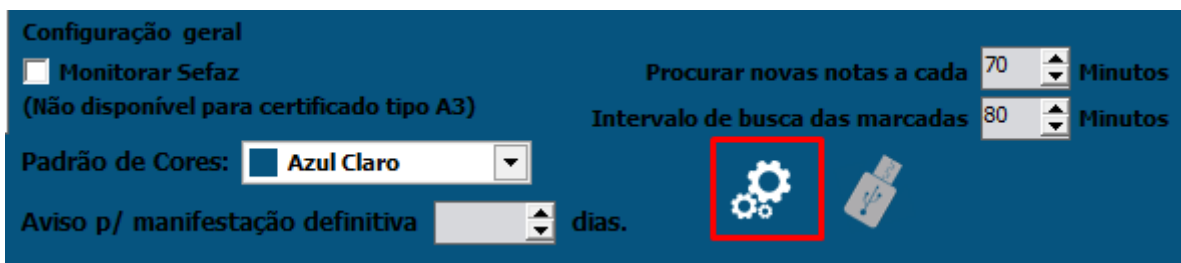 Configuração geral
Monitorar Sefaz
(Não disponível para certificado tipo A3)
Procurar novas notas a cada 70 Minutos
Intervalo de busca das marcadas 80 Minutos
Padrão de Cores: Azul Claro
Aviso p/ manifestação definitiva dias.